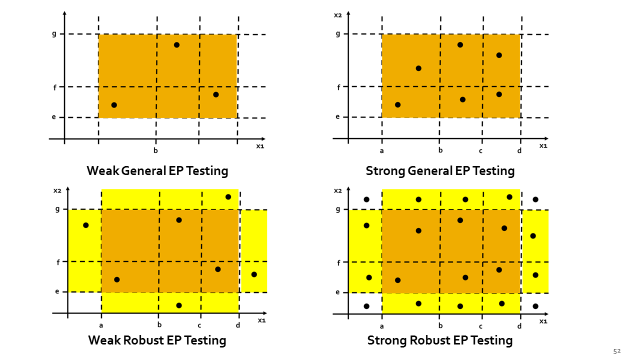 x2
g
g
f
f
e
e
x1
x1
b
a
b
c
d
Weak General EP Testing
Strong General EP Testing
x2
x2
g
g
f
f
e
e
x1
x1
a
b
c
d
a
b
c
d
Weak Robust EP Testing
Strong Robust EP Testing